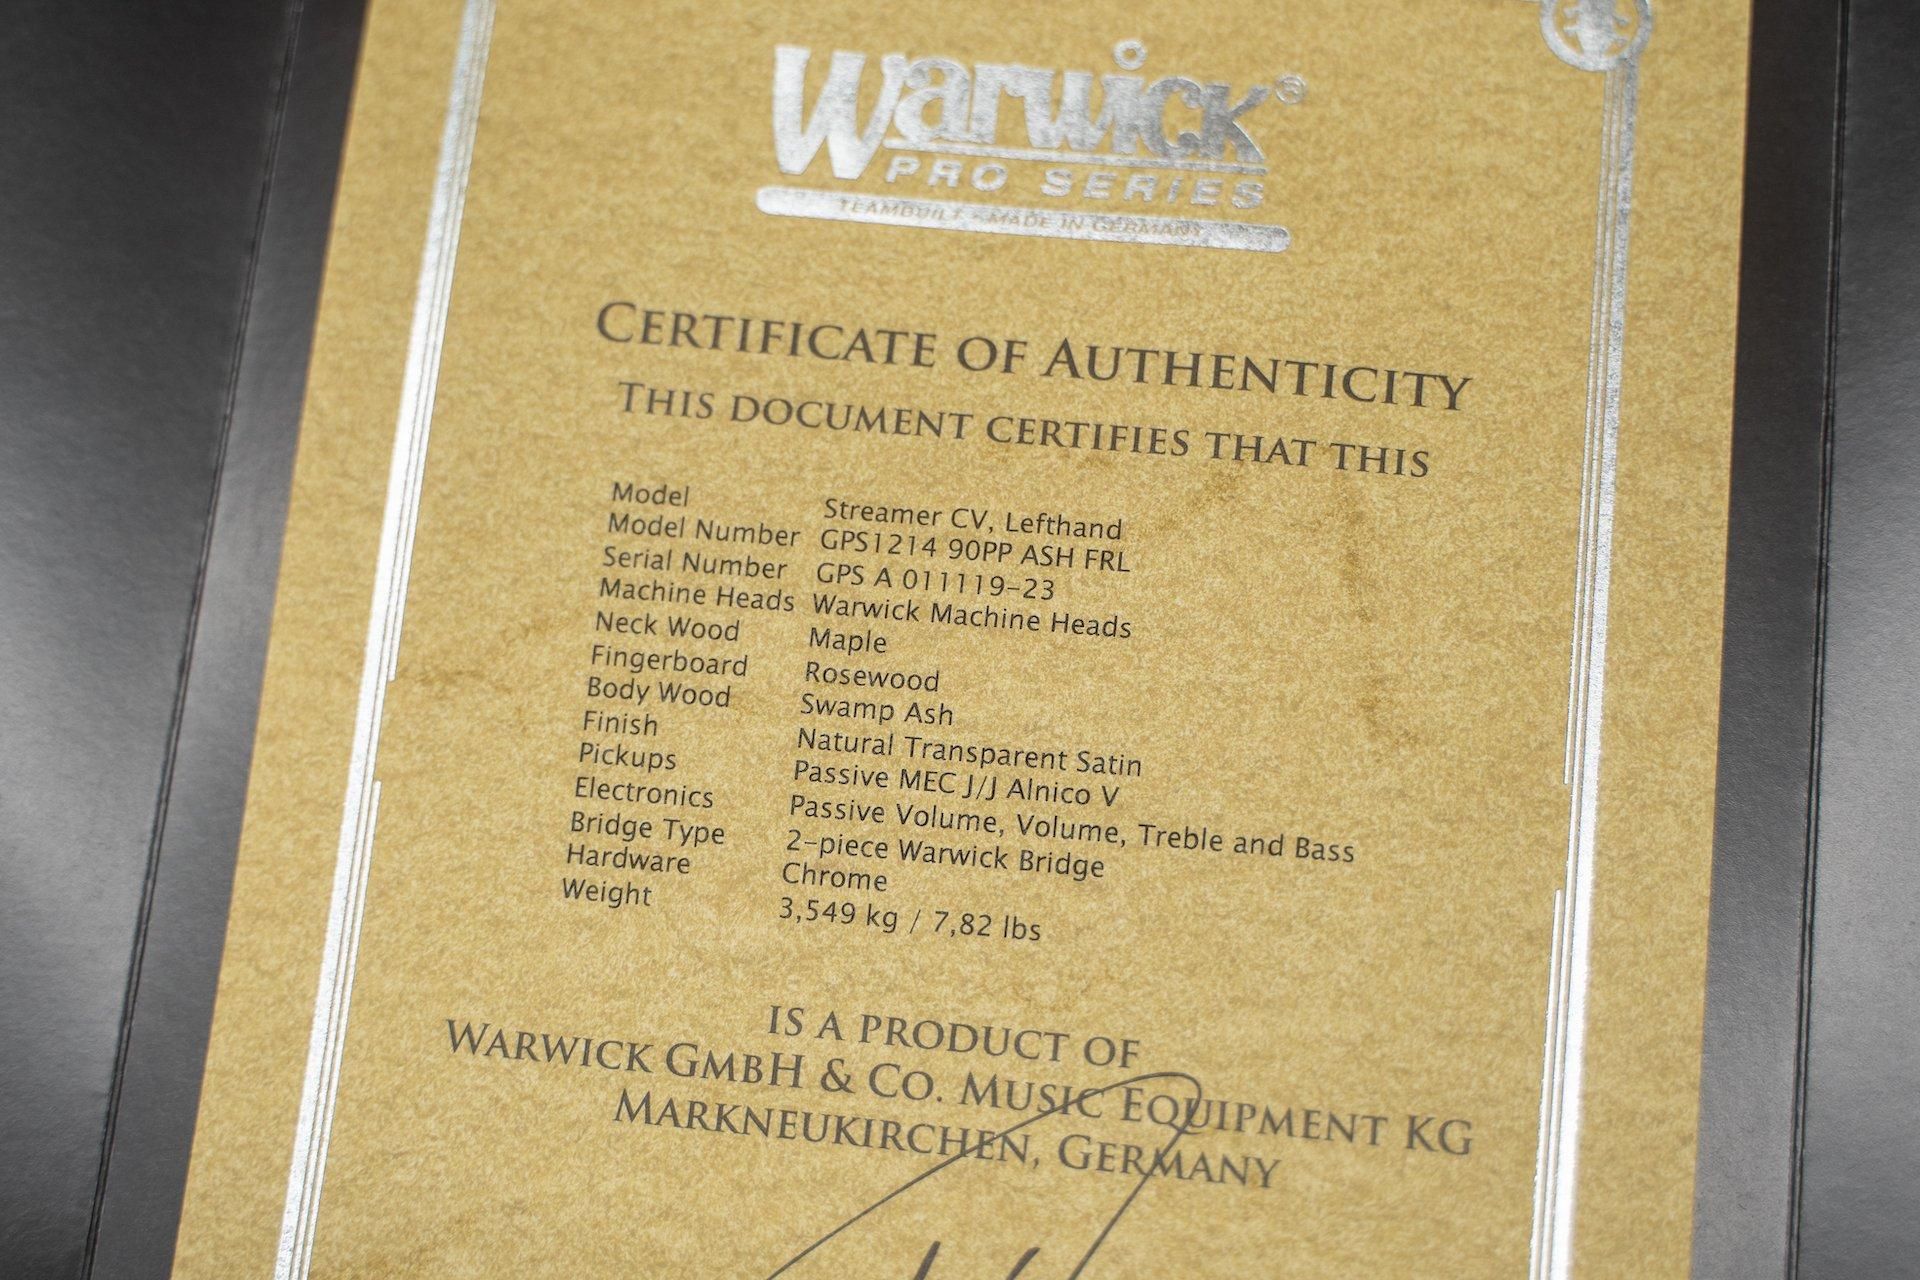 Warwick®
PRO SERIES
TEAMBUILT - MADE IN GERMANY
CERTIFICATE OF AUTHENTICITY
THIS DOCUMENT CERTIFIES THAT THIS
Model Streamer CV, Lefthand
Model Number GPS1214 90PP ASH FRL
Serial Number GPS A 011119-23
Machine Heads Warwick Machine Heads
Neck Wood Maple
Fingerboard Rosewood
Body Wood Swamp Ash
Finish Natural Transparent Satin
Pickups Passive MEC J/J Alnico V
Electronics Passive Volume, Volume, Treble and Bass
Bridge Type 2-piece Warwick Bridge
Hardware Chrome
Weight 3,549 kg / 7,82 lbs
IS A PRODUCT OF
WARWICK GMBH & CO. MUSIC EQUIPMENT KG
MARKNEUKIRCHEN, GERMANY